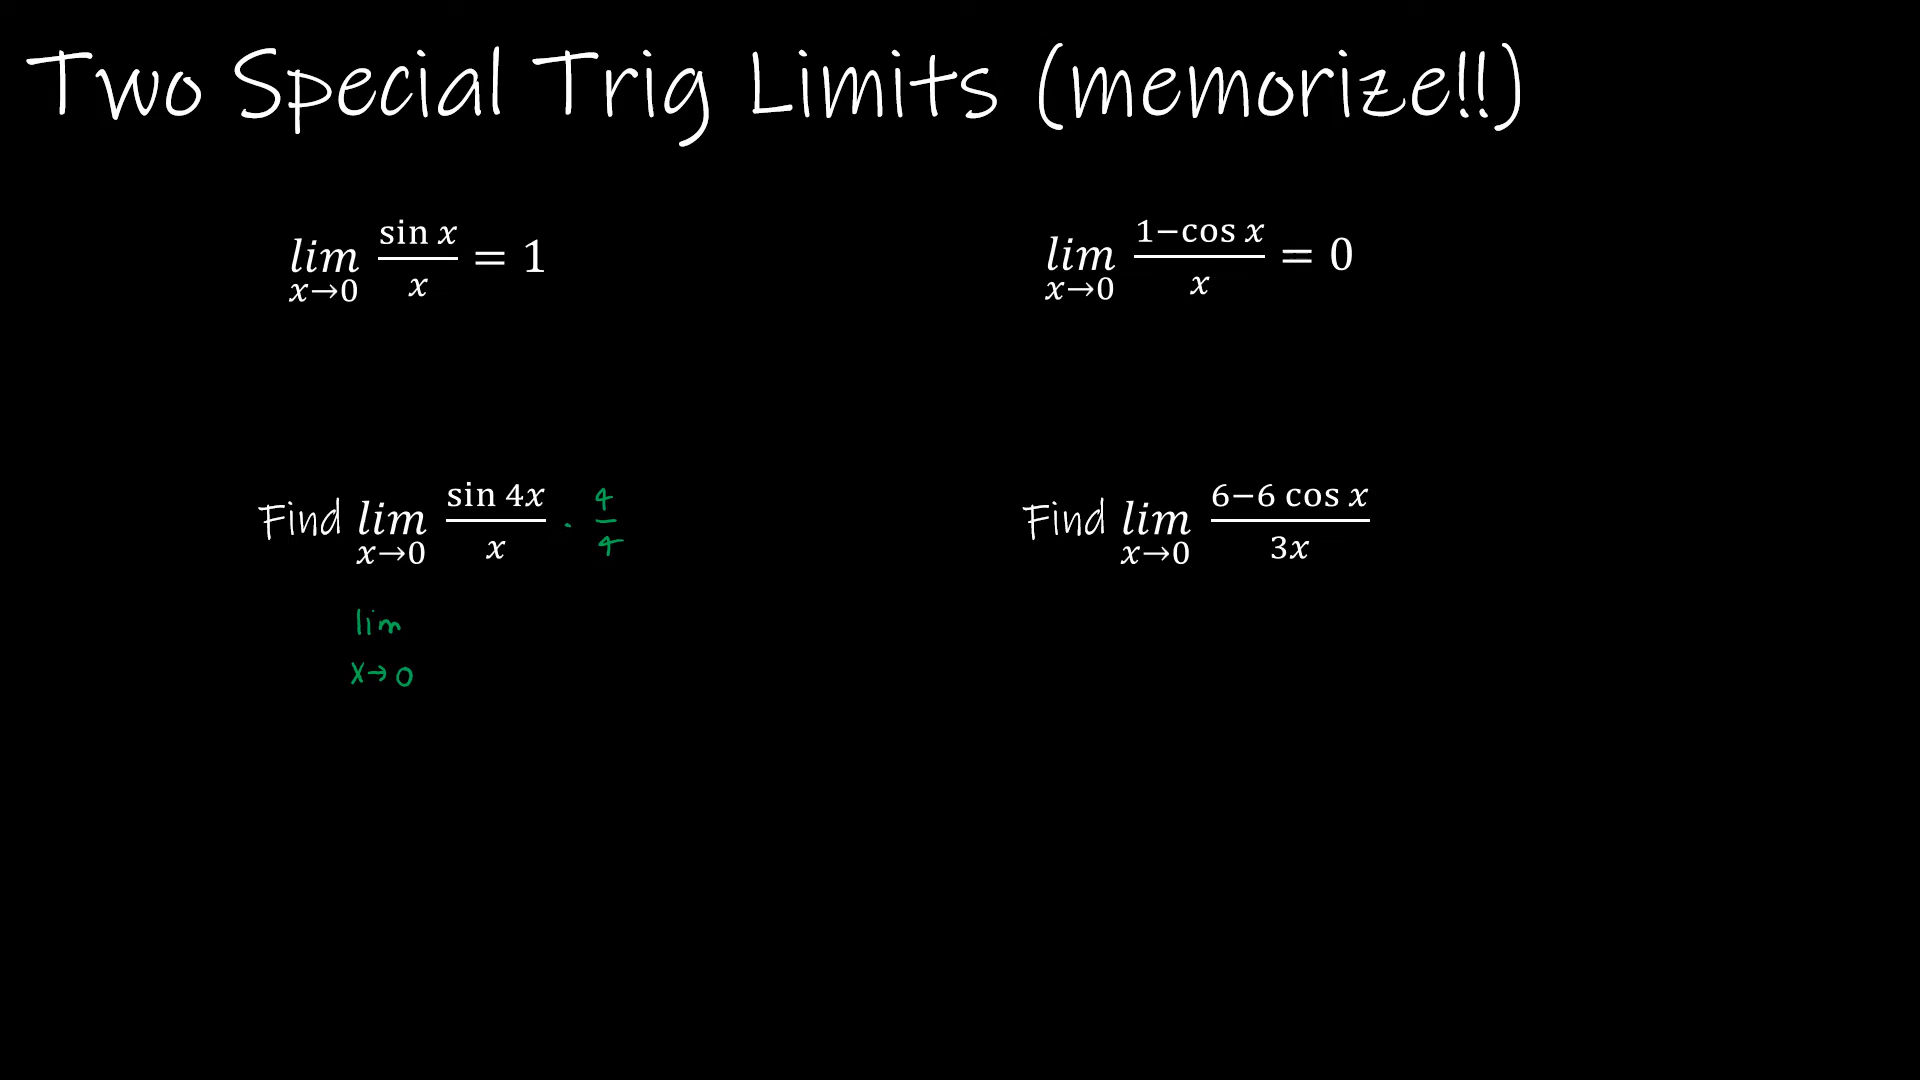 Two Special Trig Limits (memorize!!)
lim x→0 sin x / x = 1
lim x→0 1−cos x / x = 0
Find lim x→0 sin 4x / x · 4/4
Find lim x→0 6−6 cos x / 3x
lim
x→0